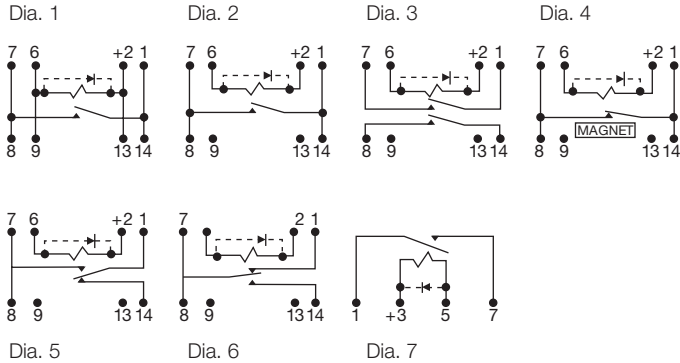 Dia. 1 Dia. 2 Dia. 3 Dia. 4
7 6 +2 1 7 6 +2 1 7 6 +2 1 7 6 +2 1
MAGNET
8 9 13 14 8 9 13 14 8 9 13 14 8 9 13 14
7 6 +2 1 7 2 1
8 9 13 14 8 9 13 14 1 +3 5 7
Dia. 5 Dia. 6 Dia. 7